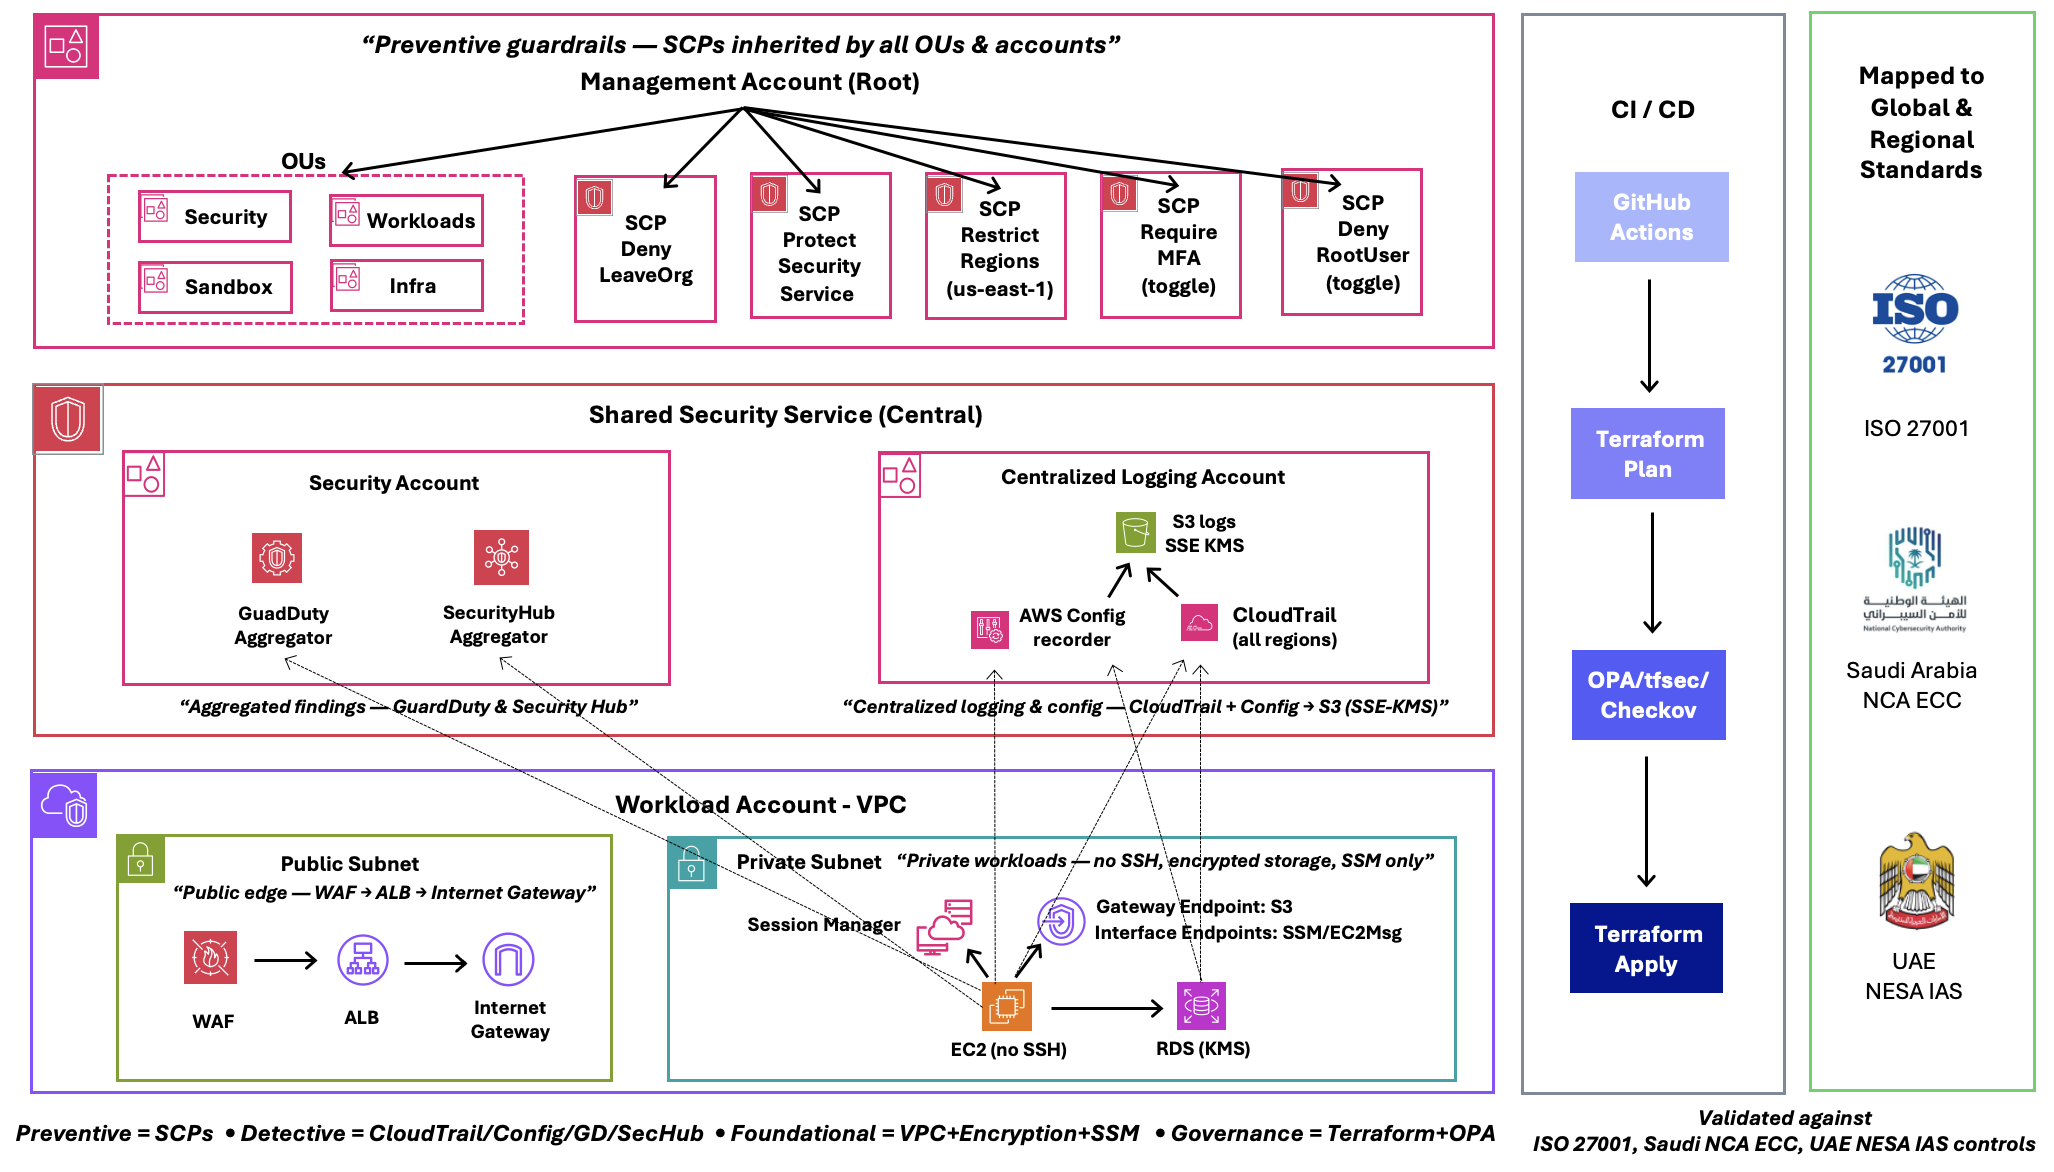 “Preventive guardrails — SCPs inherited by all OUs & accounts”
Management Account (Root)
OUs
Security
Workloads
Sandbox
Infra
SCP
Deny
LeaveOrg
SCP
Protect
Security
Service
SCP
Restrict
Regions
(us-east-1)
SCP
Require
MFA
(toggle)
SCP
Deny
RootUser
(toggle)
Shared Security Service (Central)
Security Account
GuadDuty
Aggregator
SecurityHub
Aggregator
“Aggregated findings — GuardDuty & Security Hub”
Centralized Logging Account
S3 logs
SSE KMS
AWS Config
recorder
CloudTrail
(all regions)
“Centralized logging & config — CloudTrail + Config → S3 (SSE-KMS)”
Workload Account - VPC
Public Subnet
“Public edge — WAF → ALB → Internet Gateway”
WAF
ALB
Internet
Gateway
Private Subnet
“Private workloads — no SSH, encrypted storage, SSM only”
Session Manager
Gateway Endpoint: S3
Interface Endpoints: SSM/EC2Msg
EC2 (no SSH)
RDS (KMS)
Preventive = SCPs • Detective = CloudTrail/Config/GD/SecHub • Foundational = VPC+Encryption+SSM • Governance = Terraform+OPA
CI / CD
GitHub
Actions
Terraform
Plan
OPA/tfsec/
Checkov
Terraform
Apply
Mapped to
Global &
Regional
Standards
ISO
27001
ISO 27001
الهيئـة الوطنيـة
للأمـن السيبـراني
National Cybersecurity Authority
Saudi Arabia
NCA ECC
UAE
NESA IAS
Validated against
ISO 27001, Saudi NCA ECC, UAE NESA IAS controls